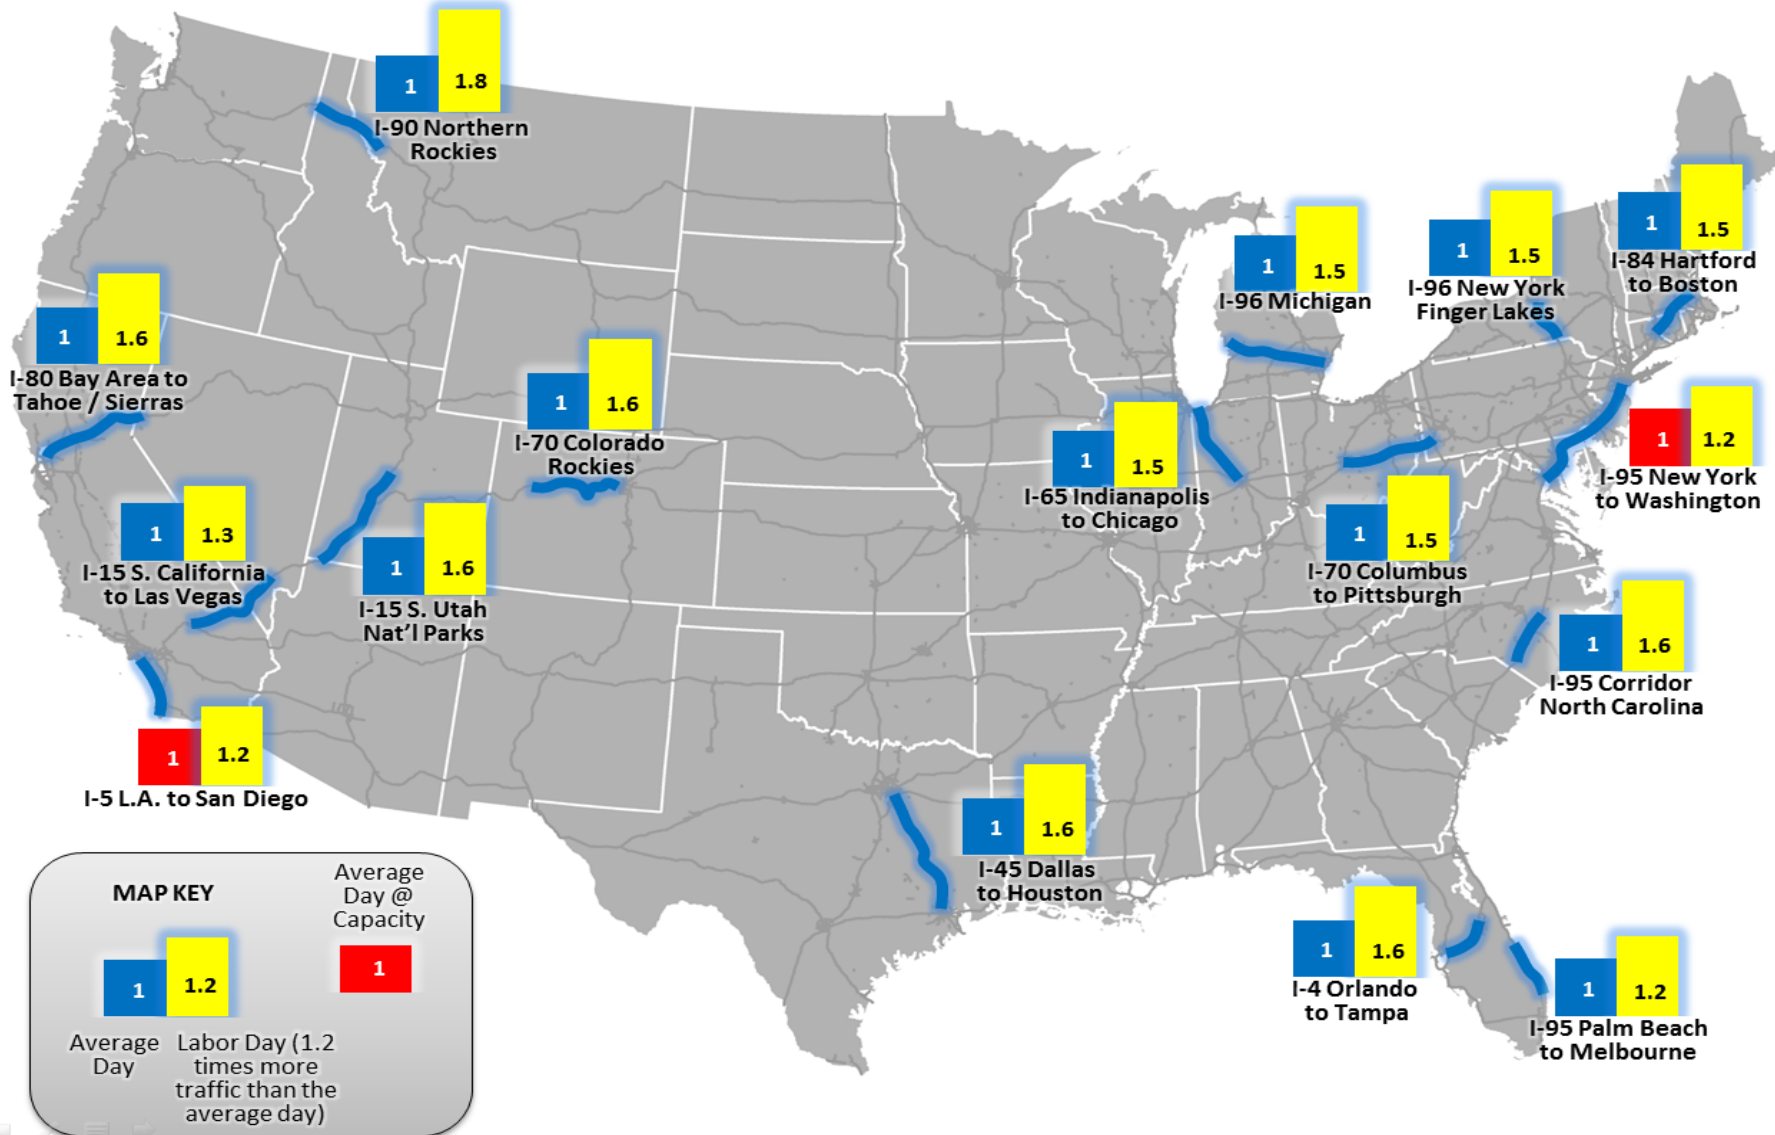 1
1.8
I-90 Northern
Rockies
1
1.6
I-80 Bay Area to
Tahoe / Sierras
1
1.6
I-70 Colorado
Rockies
1
1.3
I-15 S. California
to Las Vegas
1
1.6
I-15 S. Utah
Nat’l Parks
1
1.2
I-5 L.A. to San Diego
1
1.5
I-96 Michigan
1
1.5
I-96 New York
Finger Lakes
1
1.5
I-84 Hartford
to Boston
1
1.2
I-95 New York
to Washington
1
1.5
I-65 Indianapolis
to Chicago
1
1.5
I-70 Columbus
to Pittsburgh
1
1.6
I-95 Corridor
North Carolina
1
1.6
I-45 Dallas
to Houston
1
1.6
I-4 Orlando
to Tampa
1
1.2
I-95 Palm Beach
to Melbourne
MAP KEY
1
1.2
Average
Day
Labor Day (1.2
times more
traffic than the
average day)
Average
Day @
Capacity
1